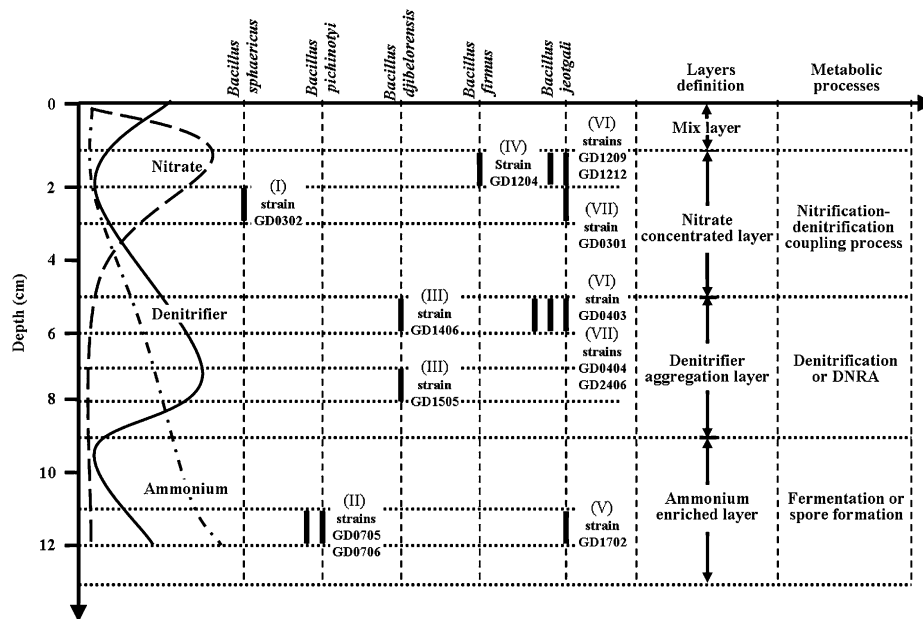 Bacillus
sphaericus
Bacillus
pichinotyi
Bacillus
djibelorensis
Bacillus
firmus
Bacillus
jeotgali
Layers
definition
Metabolic
processes
Depth (cm)
0
2
4
6
8
10
12
Nitrate
Denitrifier
Ammonium
(I)
strain
GD0302
(II)
strains
GD0705
GD0706
(III)
strain
GD1406
(III)
strain
GD1505
(IV)
Strain
GD1204
(VI)
strains
GD1209
GD1212
(VII)
strain
GD0301
(VI)
strain
GD0403
(VII)
strains
GD0404
GD2406
(V)
strain
GD1702
Mix layer
Nitrate
concentrated layer
Denitrifier
aggregation layer
Ammonium
enriched layer
Nitrification-
denitrification
coupling process
Denitrification
or DNRA
Fermentation or
spore formation